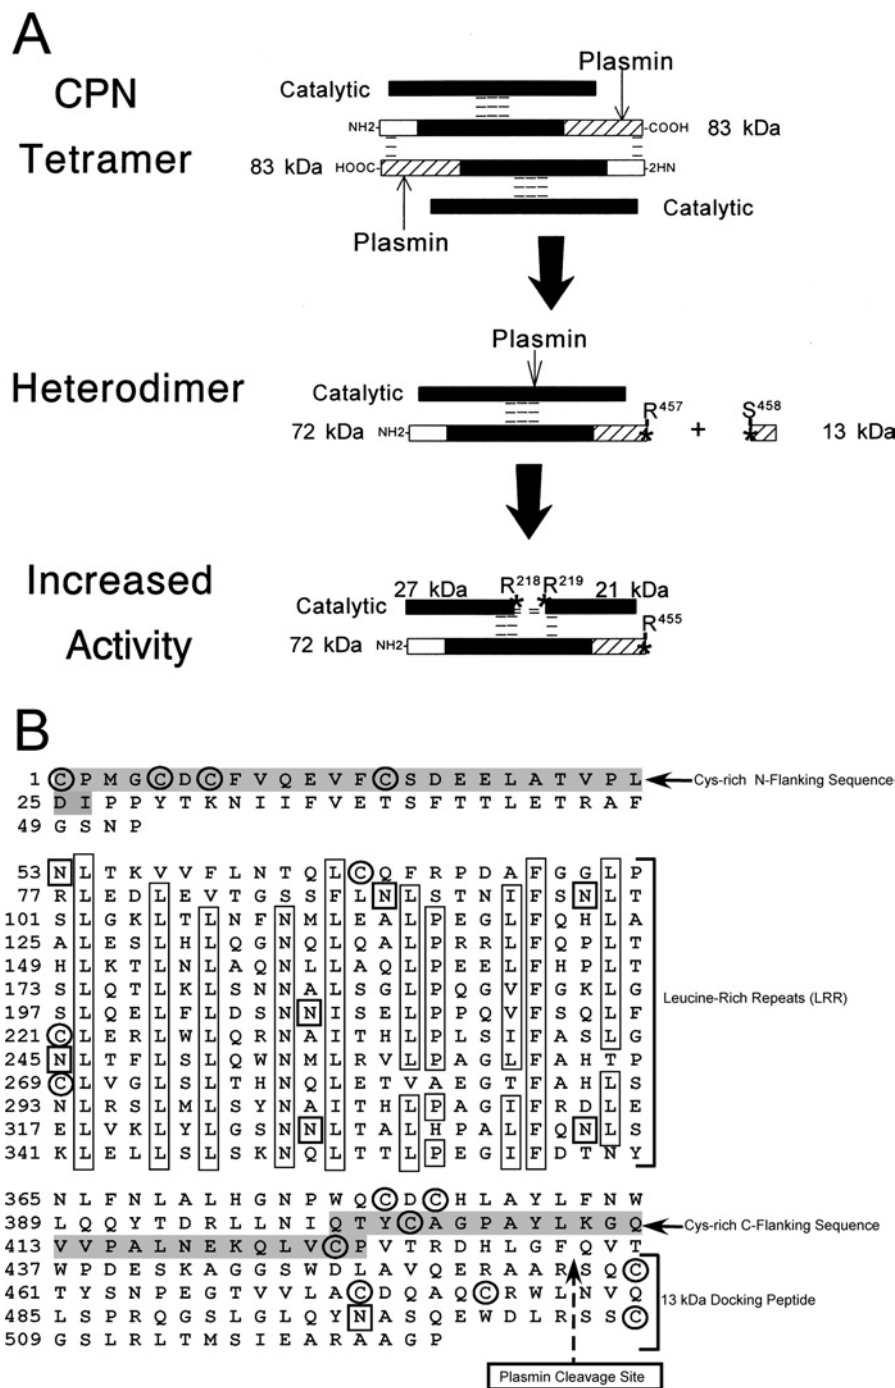 A
CPN
Tetramer
Plasmin
Catalytic
NH2- -COOH 83 kDa
83 kDa HOOC- -2HN
Catalytic
Plasmin
Plasmin
Heterodimer
Catalytic
R457 S458
72 kDa NH2- * + * 13 kDa
Increased
Activity
27 kDa R218 R219 21 kDa
Catalytic * *
R455
72 kDa NH2- *
B
1 C P M G C D C F V Q E V F C S D E E L A T V P L Cys-rich N-Flanking Sequence
25 D I P P Y T K N I I F V E T S F T T L E T R A F
49 G S N P
53 N L T K V V F L N T Q L C Q F R P D A F G G L P
77 R L E D L E V T G S S F L N L S T N I F S N L T
101 S L G K L T L N F N M L E A L P E G L F Q H L A
125 A L E S L H L Q G N Q L Q A L P R R L F Q P L T
149 H L K T L N L A Q N L L A Q L P E E L F H P L T
173 S L Q T L K L S N N A L S G L P Q G V F G K L G
197 S L Q E L F L D S N N I S E L P P Q V F S Q L F
Leucine-Rich Repeats (LRR)
221 C L E R L W L Q R N A I T H L P L S I F A S L G
245 N L T F L S L Q W N M L R V L P A G L F A H T P
269 C L V G L S L T H N Q L E T V A E G T F A H L S
293 N L R S L M L S Y N A I T H L P A G I F R D L E
317 E L V K L Y L G S N N L T A L H P A L F Q N L S
341 K L E L L S L S K N Q L T T L P E G I F D T N Y
365 N L F N L A L H G N P W Q C D C H L A Y L F N W
389 L Q Q Y T D R L L N I Q T Y C A G P A Y L K G Q Cys-rich C-Flanking Sequence
413 V V P A L N E K Q L V C P V T R D H L G F Q V T
437 W P D E S K A G G S W D L A V Q E R A A R S Q C
461 T Y S N P E G T V V L A C D Q A Q C R W L N V Q
13 kDa Docking Peptide
485 L S P R Q G S L G L Q Y N A S Q E W D L R S S C
509 G S L R L T M S I E A R A A G P
Plasmin Cleavage Site